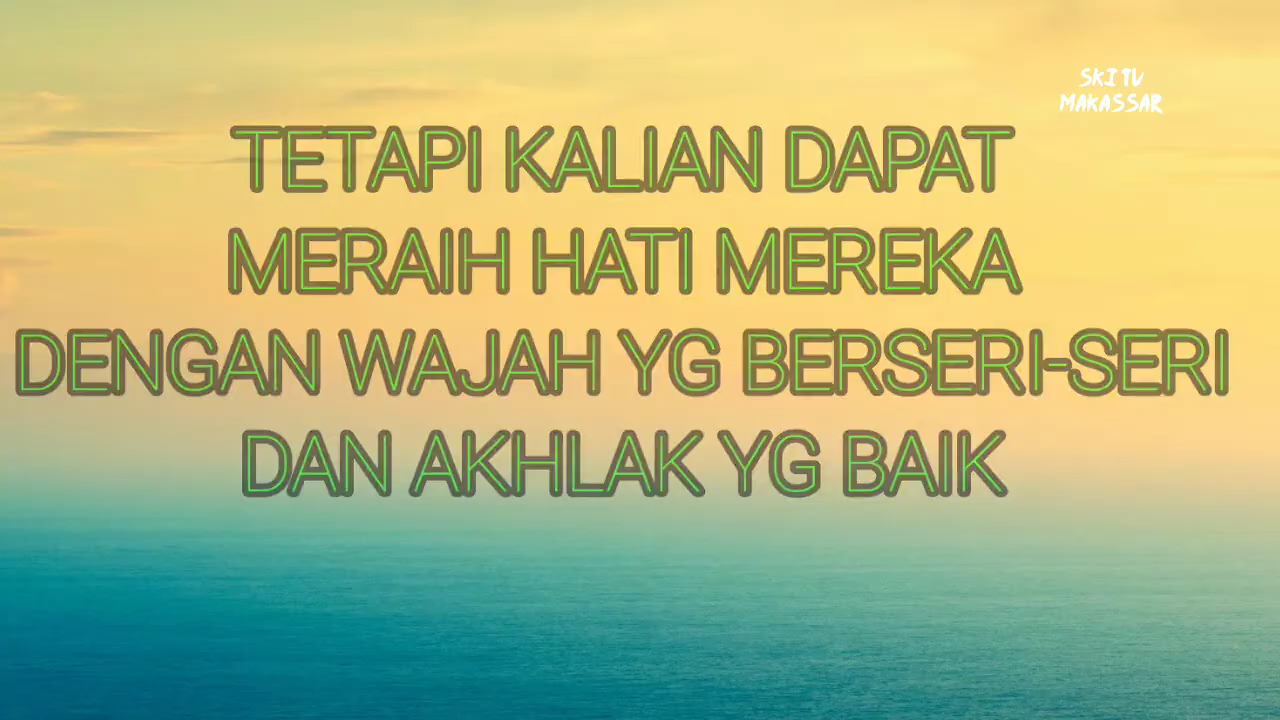 SKI TV
MAKASSAR
TETAPI KALIAN DAPAT
MERAIH HATI MEREKA
DENGAN WAJAH YG BERSERI-SERI
DAN AKHLAK YG BAIK